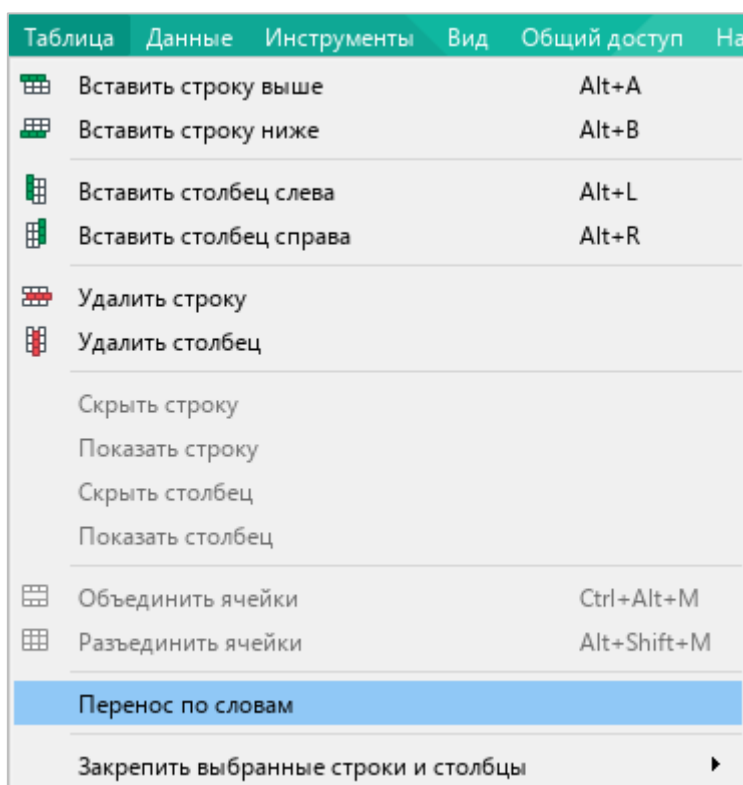 Таблица Данные Инструменты Вид Общий доступ На
Вставить строку выше Alt+A
Вставить строку ниже Alt+B
Вставить столбец слева Alt+L
Вставить столбец справа Alt+R
Удалить строку
Удалить столбец
Скрыть строку
Показать строку
Скрыть столбец
Показать столбец
Объединить ячейки Ctrl+Alt+M
Разъединить ячейки Alt+Shift+M
Перенос по словам
Закрепить выбранные строки и столбцы